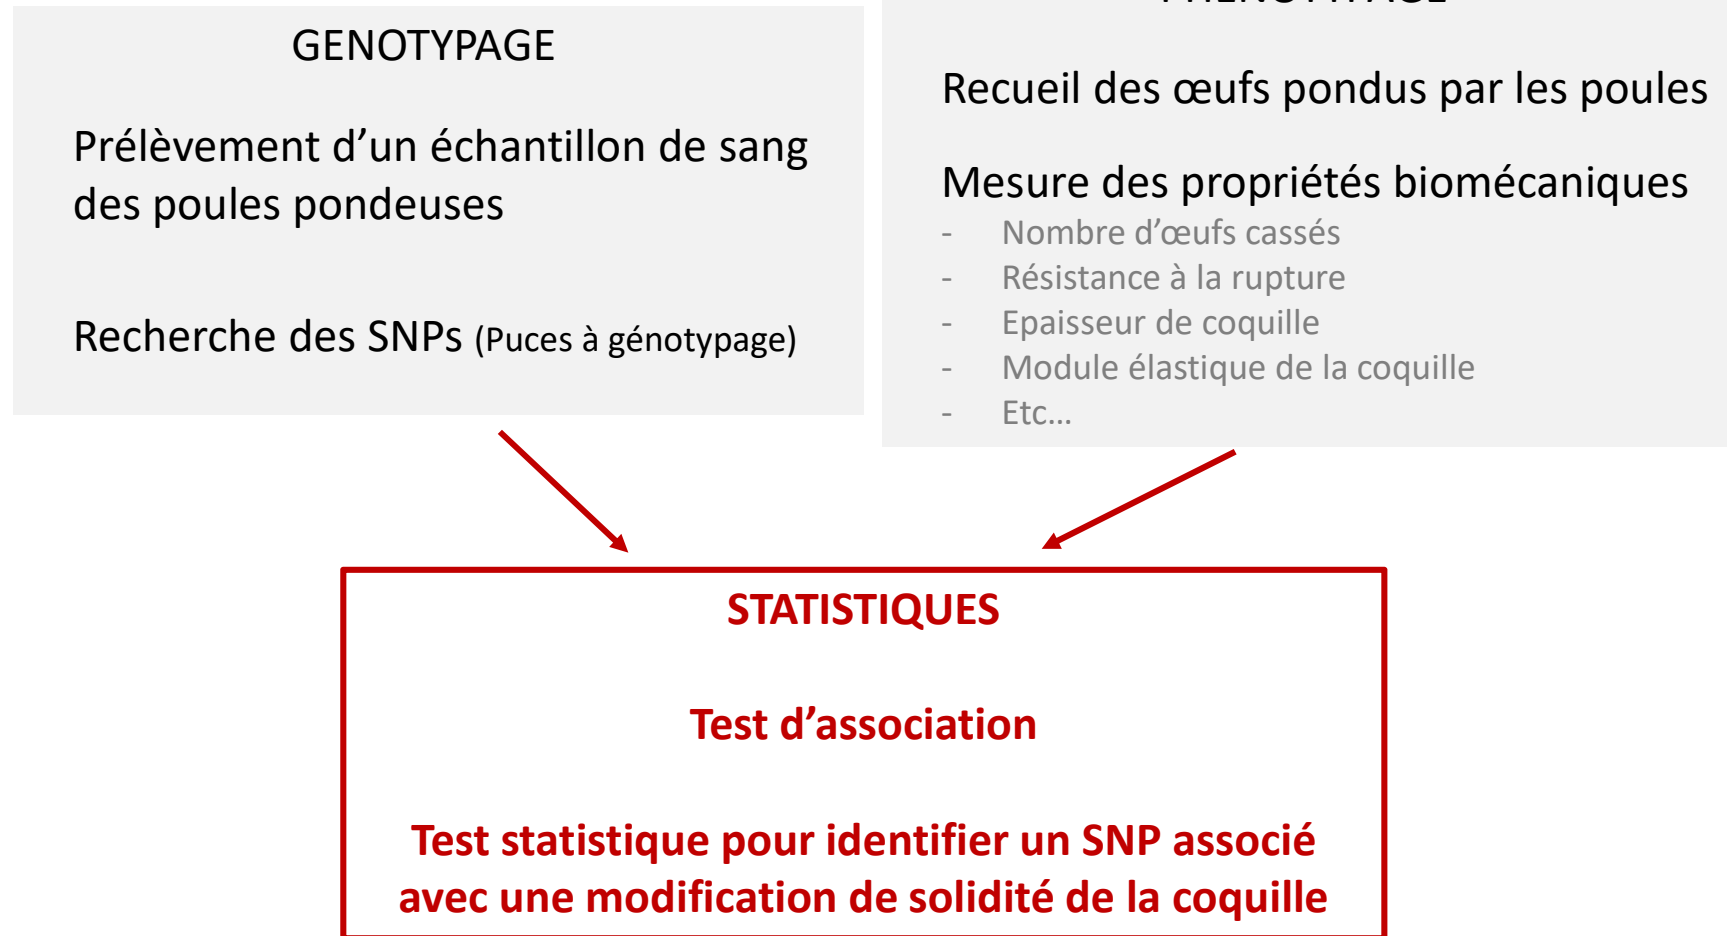 GENOTYPAGE
Prélèvement d’un échantillon de sang
des poules pondeuses
Recherche des SNPs (Puces à génotypage)
PHENOTYPAGE
Recueil des œufs pondus par les poules
Mesure des propriétés biomécaniques
- Nombre d’œufs cassés
- Résistance à la rupture
- Epaisseur de coquille
- Module élastique de la coquille
- Etc…
STATISTIQUES
Test d’association
Test statistique pour identifier un SNP associé
avec une modification de solidité de la coquille